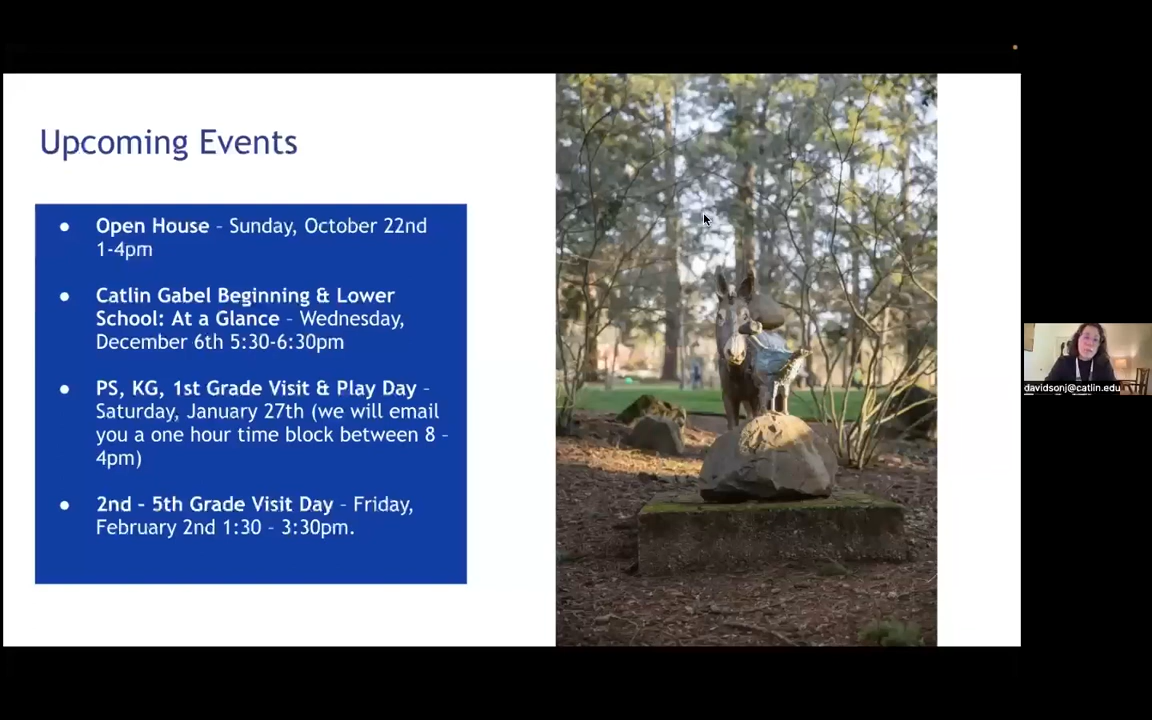 Upcoming Events
● Open House – Sunday, October 22nd
1-4pm
● Catlin Gabel Beginning & Lower
School: At a Glance – Wednesday,
December 6th 5:30-6:30pm
● PS, KG, 1st Grade Visit & Play Day –
Saturday, January 27th (we will email
you a one hour time block between 8 –
4pm)
● 2nd – 5th Grade Visit Day – Friday,
February 2nd 1:30 – 3:30pm.
davidsonj@catlin.edu